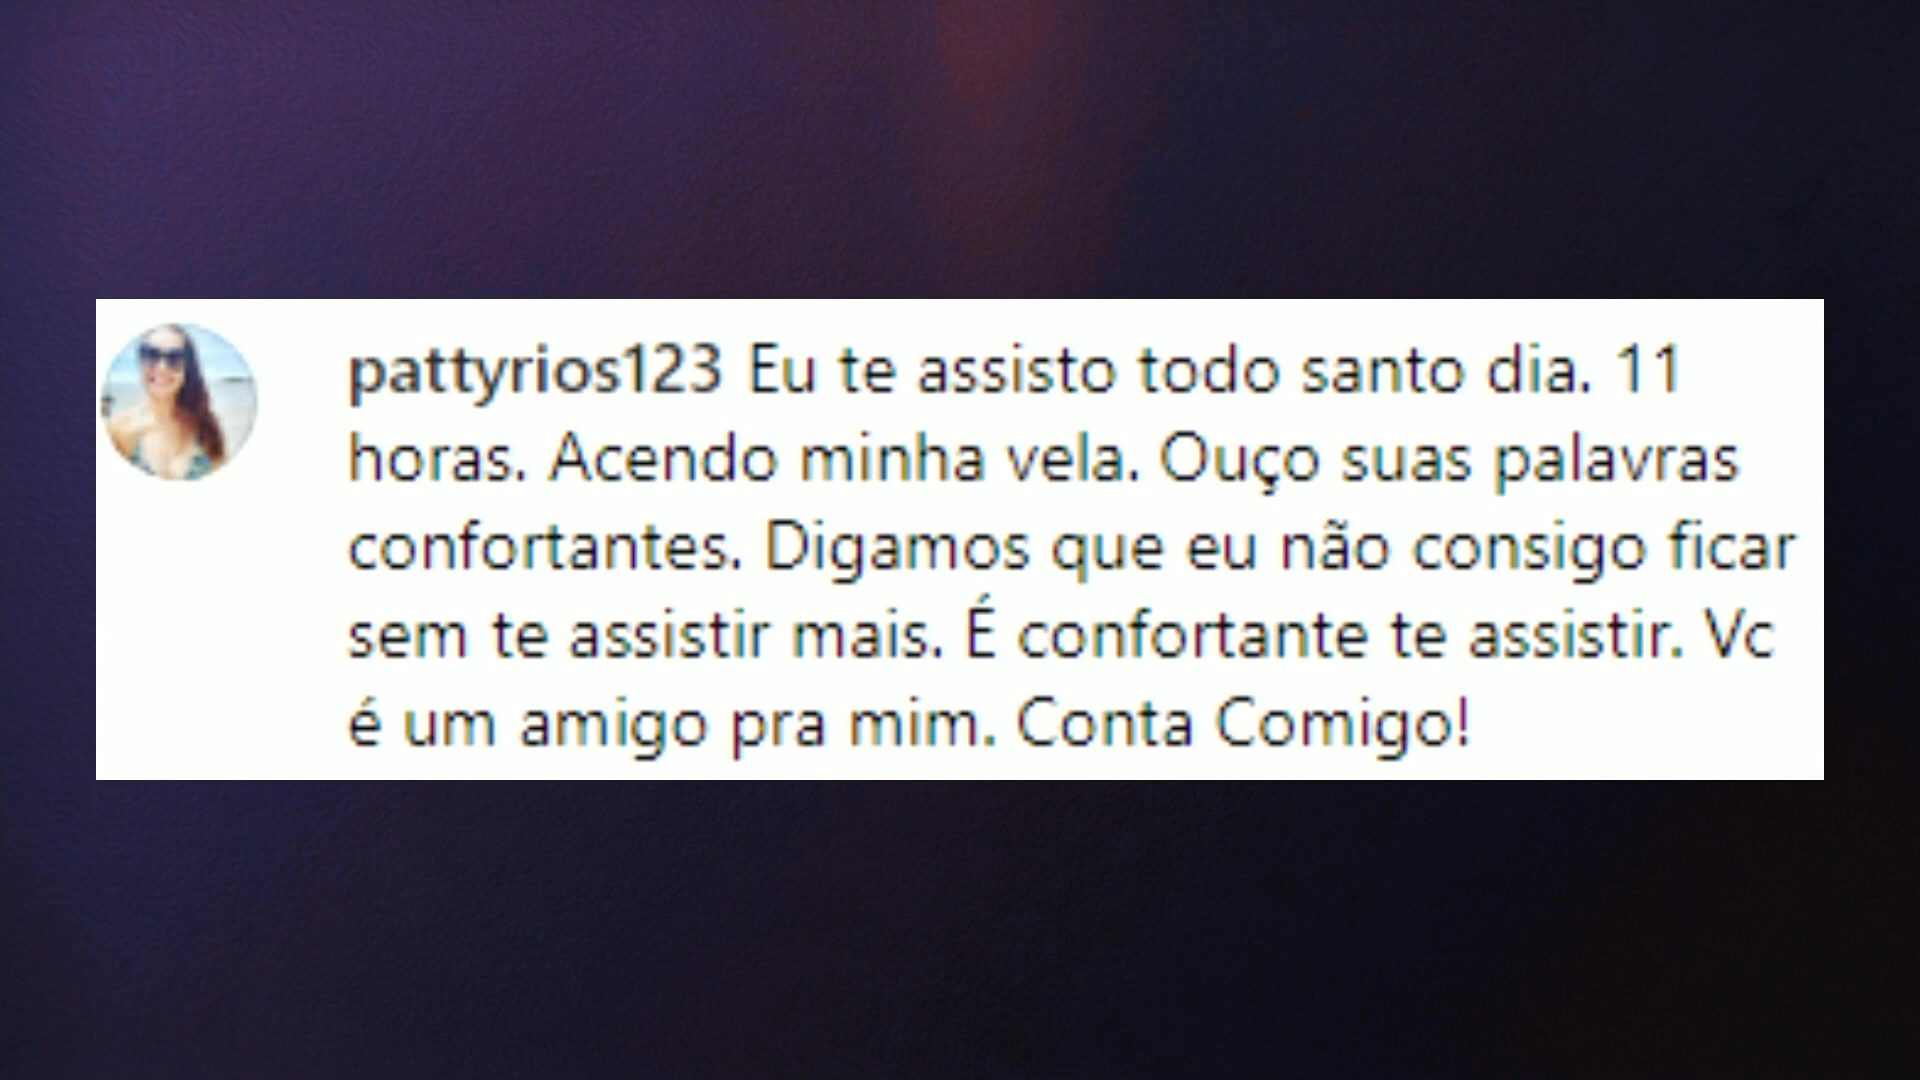 pattyrios123 Eu te assisto todo santo dia. 11
horas. Acendo minha vela. Ouço suas palavras
confortantes. Digamos que eu não consigo ficar
sem te assistir mais. É confortante te assistir. Vc
é um amigo pra mim. Conta Comigo!